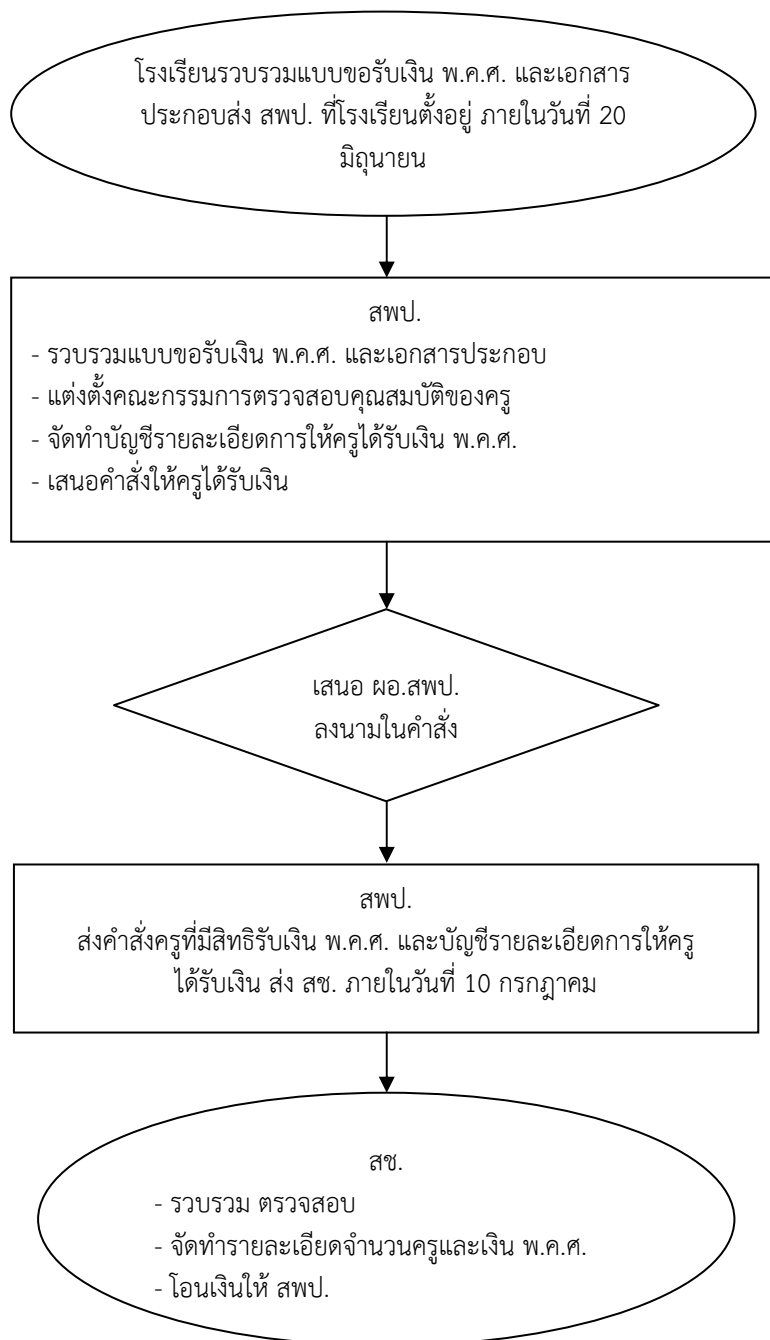 โรงเรียนรวบรวมแบบขอรับเงิน พ.ค.ศ. และเอกสาร
ประกอบส่ง สพป. ที่โรงเรียนตั้งอยู่ ภายในวันที่ 20
มิถุนายน
สพป.
- รวบรวมแบบขอรับเงิน พ.ค.ศ. และเอกสารประกอบ
- แต่งตั้งคณะกรรมการตรวจสอบคุณสมบัติของครู
- จัดทำบัญชีรายละเอียดการให้ครูได้รับเงิน พ.ค.ศ.
- เสนอคำสั่งให้ครูได้รับเงิน
เสนอ ผอ.สพป.
ลงนามในคำสั่ง
สพป.
ส่งคำสั่งครูที่มีสิทธิรับเงิน พ.ค.ศ. และบัญชีรายละเอียดการให้ครู
ได้รับเงิน ส่ง สช. ภายในวันที่ 10 กรกฎาคม
สช.
- รวบรวม ตรวจสอบ
- จัดทำรายละเอียดจำนวนครูและเงิน พ.ค.ศ.
- โอนเงินให้ สพป.